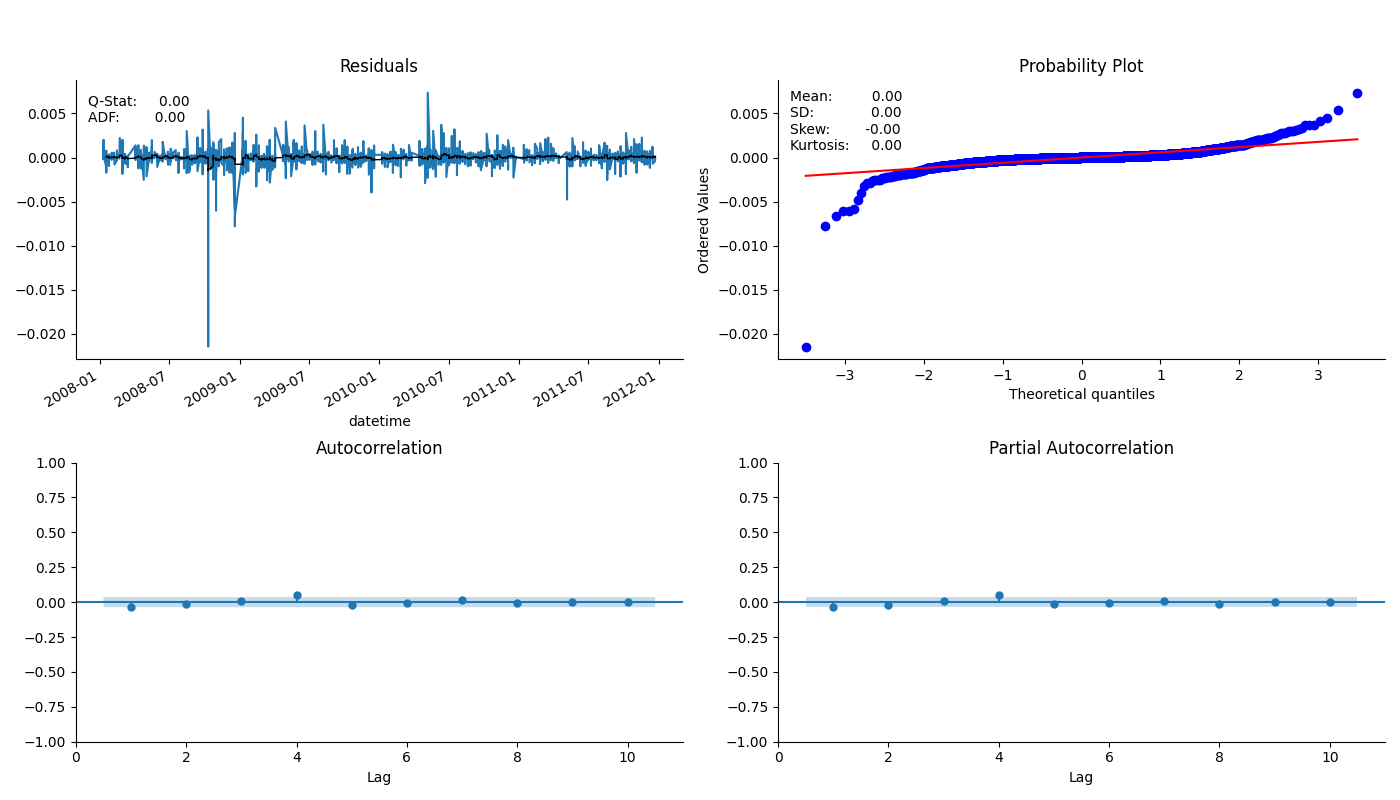 Residuals
Q-Stat: 0.00
ADF: 0.00
0.005
0.000
−0.005
−0.010
−0.015
−0.020
2008-01 2008-07 2009-01 2009-07 2010-01 2010-07 2011-01 2011-07 2012-01
datetime
Probability Plot
Mean: 0.00
SD: 0.00
Skew: -0.00
Kurtosis: 0.00
Ordered Values
0.005
0.000
−0.005
−0.010
−0.015
−0.020
−3 −2 −1 0 1 2 3
Theoretical quantiles
Autocorrelation
1.00
0.75
0.50
0.25
0.00
−0.25
−0.50
−0.75
−1.00
0 2 4 6 8 10
Lag
Partial Autocorrelation
1.00
0.75
0.50
0.25
0.00
−0.25
−0.50
−0.75
−1.00
0 2 4 6 8 10
Lag